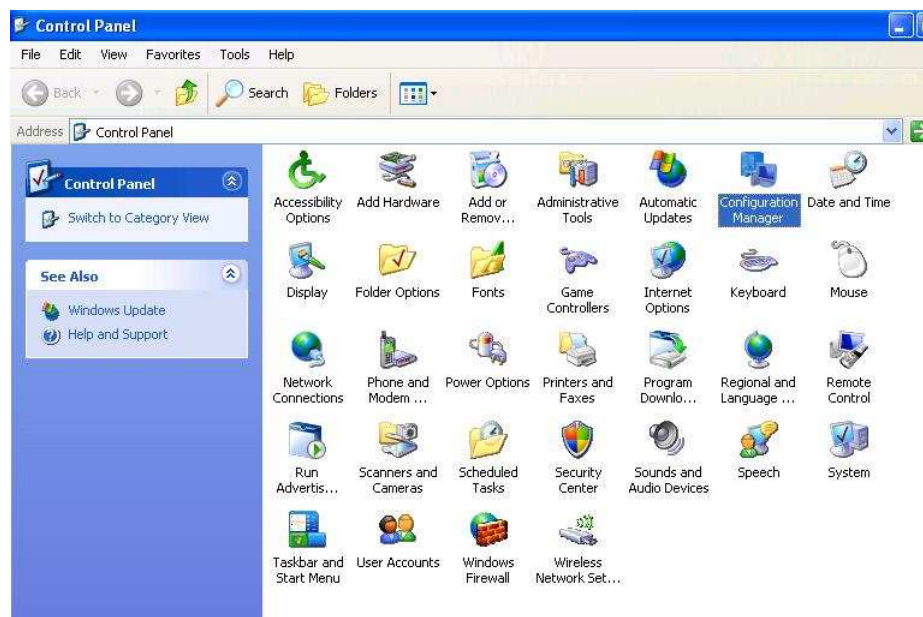 Control Panel
File Edit View Favorites Tools Help
Back Search Folders
Address Control Panel
Control Panel
Switch to Category View
See Also
Windows Update
Help and Support
Accessibility Options
Add Hardware
Add or Remov...
Administrative Tools
Automatic Updates
Configuration Manager
Date and Time
Display
Folder Options
Fonts
Game Controllers
Internet Options
Keyboard
Mouse
Network Connections
Phone and Modem ...
Power Options
Printers and Faxes
Program Downlo...
Regional and Language ...
Remote Control
Run Advertis...
Scanners and Cameras
Scheduled Tasks
Security Center
Sounds and Audio Devices
Speech
System
Taskbar and Start Menu
User Accounts
Windows Firewall
Wireless Network Set...